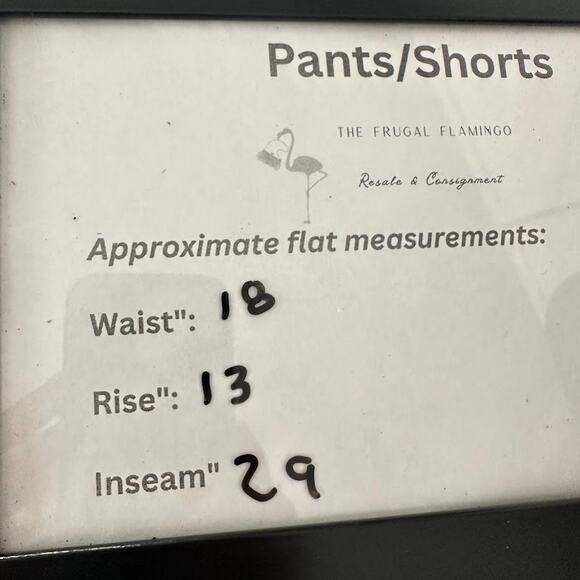 Pants/Shorts
THE FRUGAL FLAMINGO
Resale & Consignment
Approximate flat measurements:
Waist": 18
Rise": 13
Inseam" 29